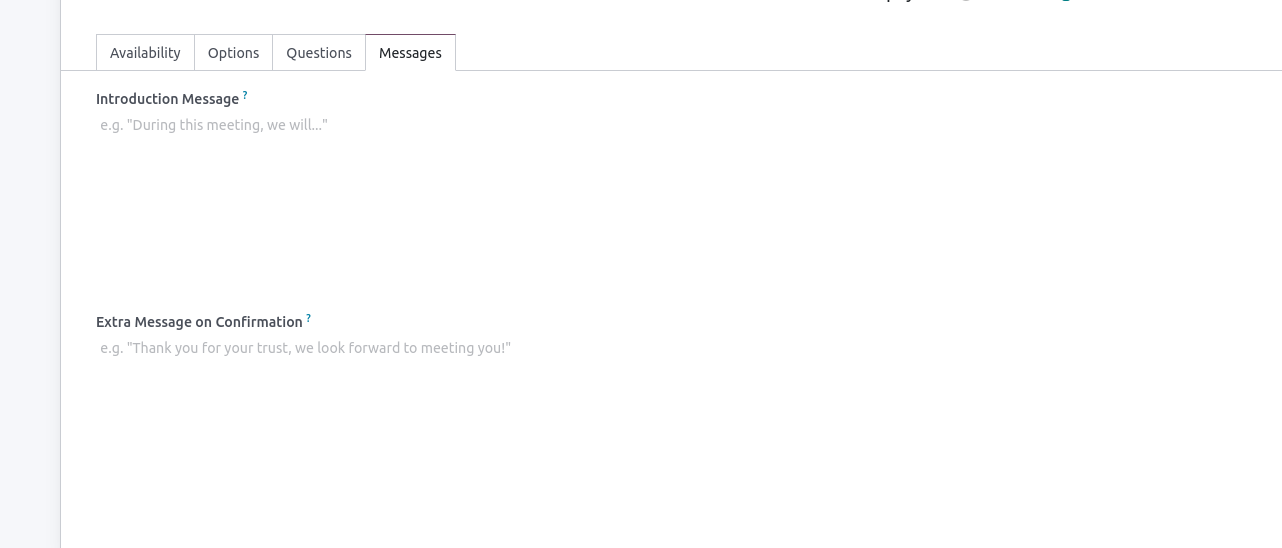 Availability
Options
Questions
Messages
Introduction Message ?
e.g. "During this meeting, we will..."
Extra Message on Confirmation ?
e.g. "Thank you for your trust, we look forward to meeting you!"